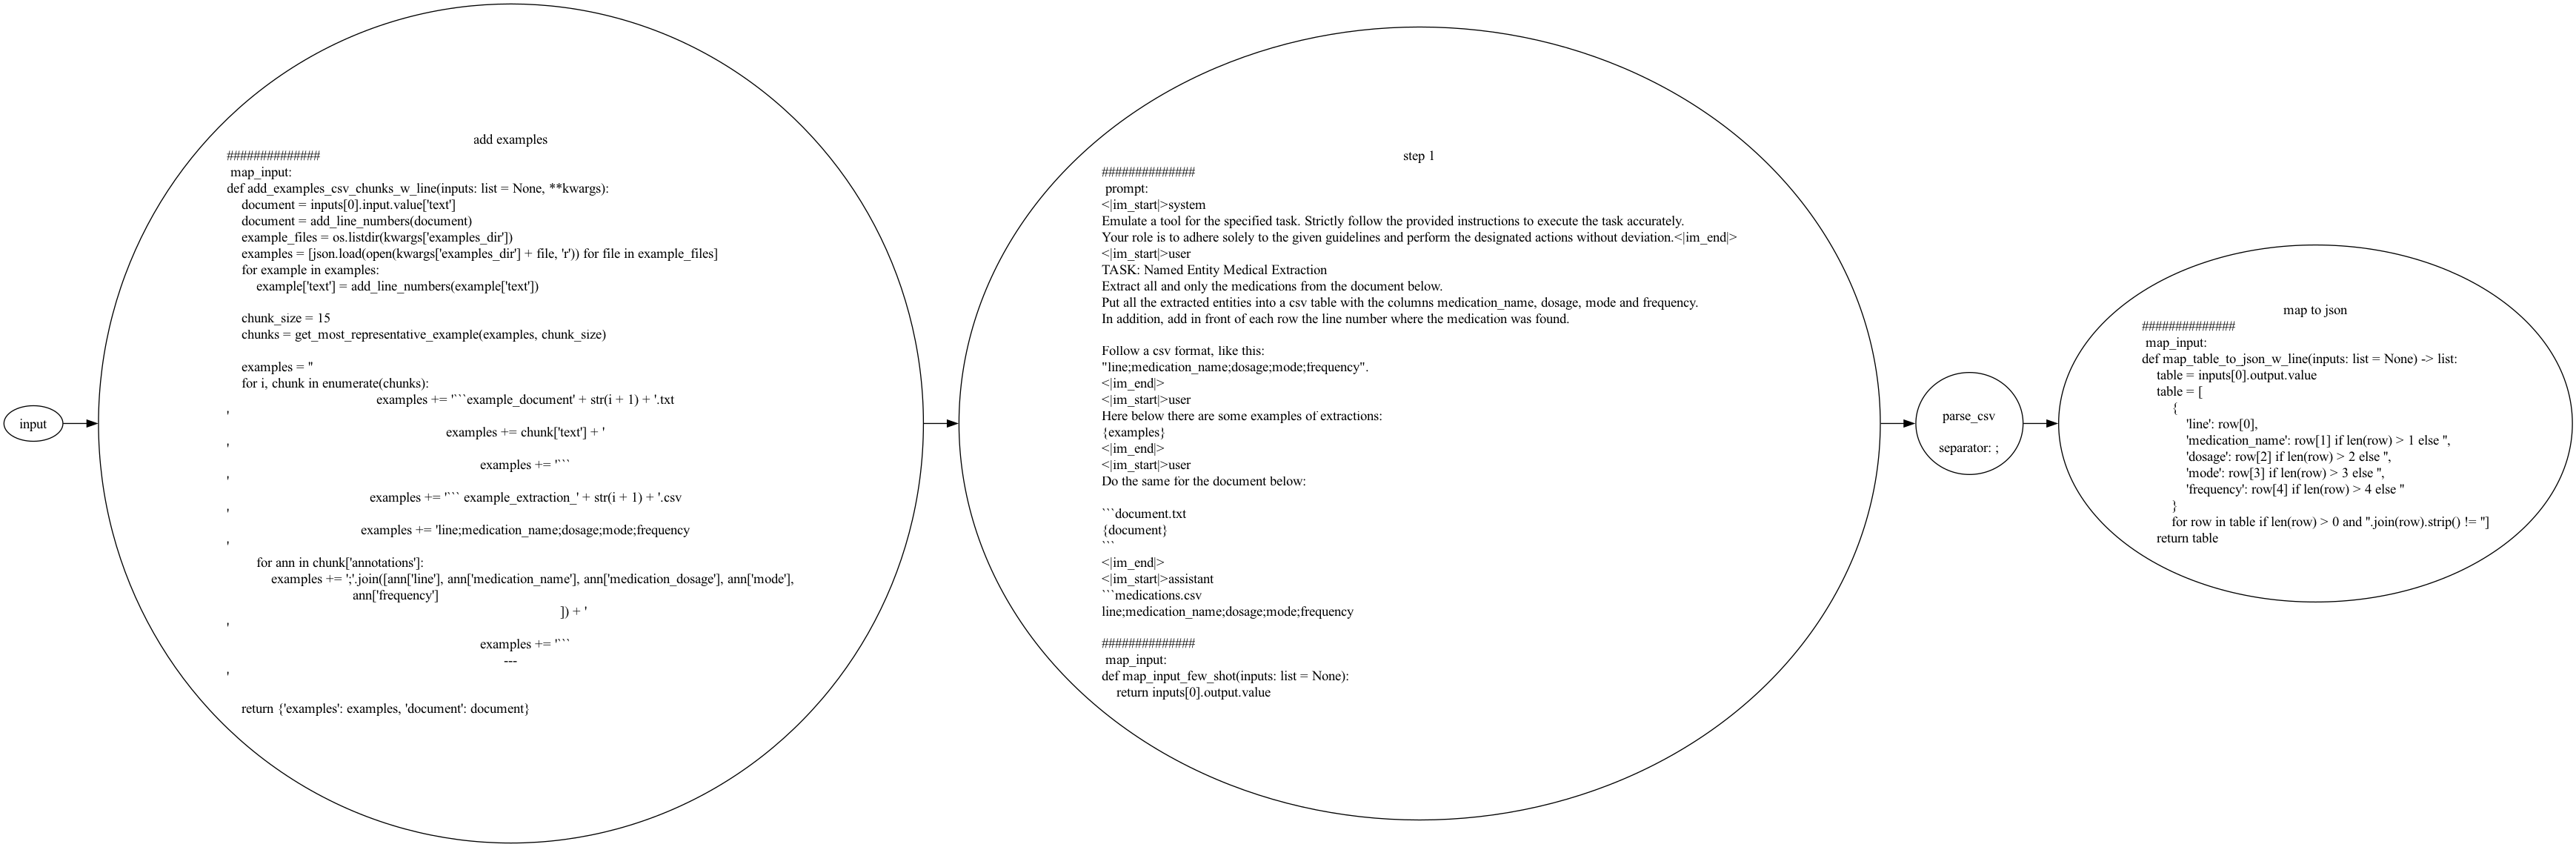 input
add examples
##############
map_input:
def add_examples_csv_chunks_w_line(inputs: list = None, **kwargs):
document = inputs[0].input.value['text']
document = add_line_numbers(document)
example_files = os.listdir(kwargs['examples_dir'])
examples = [json.load(open(kwargs['examples_dir'] + file, 'r')) for file in example_files]
for example in examples:
example['text'] = add_line_numbers(example['text'])
chunk_size = 15
chunks = get_most_representative_example(examples, chunk_size)
examples = ''
for i, chunk in enumerate(chunks):
examples += '```example_document' + str(i + 1) + '.txt
'
examples += chunk['text'] + '
'
examples += '```
'
examples += '``` example_extraction_' + str(i + 1) + '.csv
'
examples += 'line;medication_name;dosage;mode;frequency
'
for ann in chunk['annotations']:
examples += ';'.join([ann['line'], ann['medication_name'], ann['medication_dosage'], ann['mode'],
ann['frequency']
]) + '
'
examples += '```
---
'
return {'examples': examples, 'document': document}
step 1
##############
prompt:
<|im_start|>system
Emulate a tool for the specified task. Strictly follow the provided instructions to execute the task accurately.
Your role is to adhere solely to the given guidelines and perform the designated actions without deviation.<|im_end|>
<|im_start|>user
TASK: Named Entity Medical Extraction
Extract all and only the medications from the document below.
Put all the extracted entities into a csv table with the columns medication_name, dosage, mode and frequency.
In addition, add in front of each row the line number where the medication was found.
Follow a csv format, like this:
"line;medication_name;dosage;mode;frequency".
<|im_end|>
<|im_start|>user
Here below there are some examples of extractions:
{examples}
<|im_end|>
<|im_start|>user
Do the same for the document below:
```document.txt
{document}
```
<|im_end|>
<|im_start|>assistant
```medications.csv
line;medication_name;dosage;mode;frequency
##############
map_input:
def map_input_few_shot(inputs: list = None):
return inputs[0].output.value
parse_csv
separator: ;
map to json
##############
map_input:
def map_table_to_json_w_line(inputs: list = None) -> list:
table = inputs[0].output.value
table = [
{
'line': row[0],
'medication_name': row[1] if len(row) > 1 else '',
'dosage': row[2] if len(row) > 2 else '',
'mode': row[3] if len(row) > 3 else '',
'frequency': row[4] if len(row) > 4 else ''
}
for row in table if len(row) > 0 and ''.join(row).strip() != '']
return table